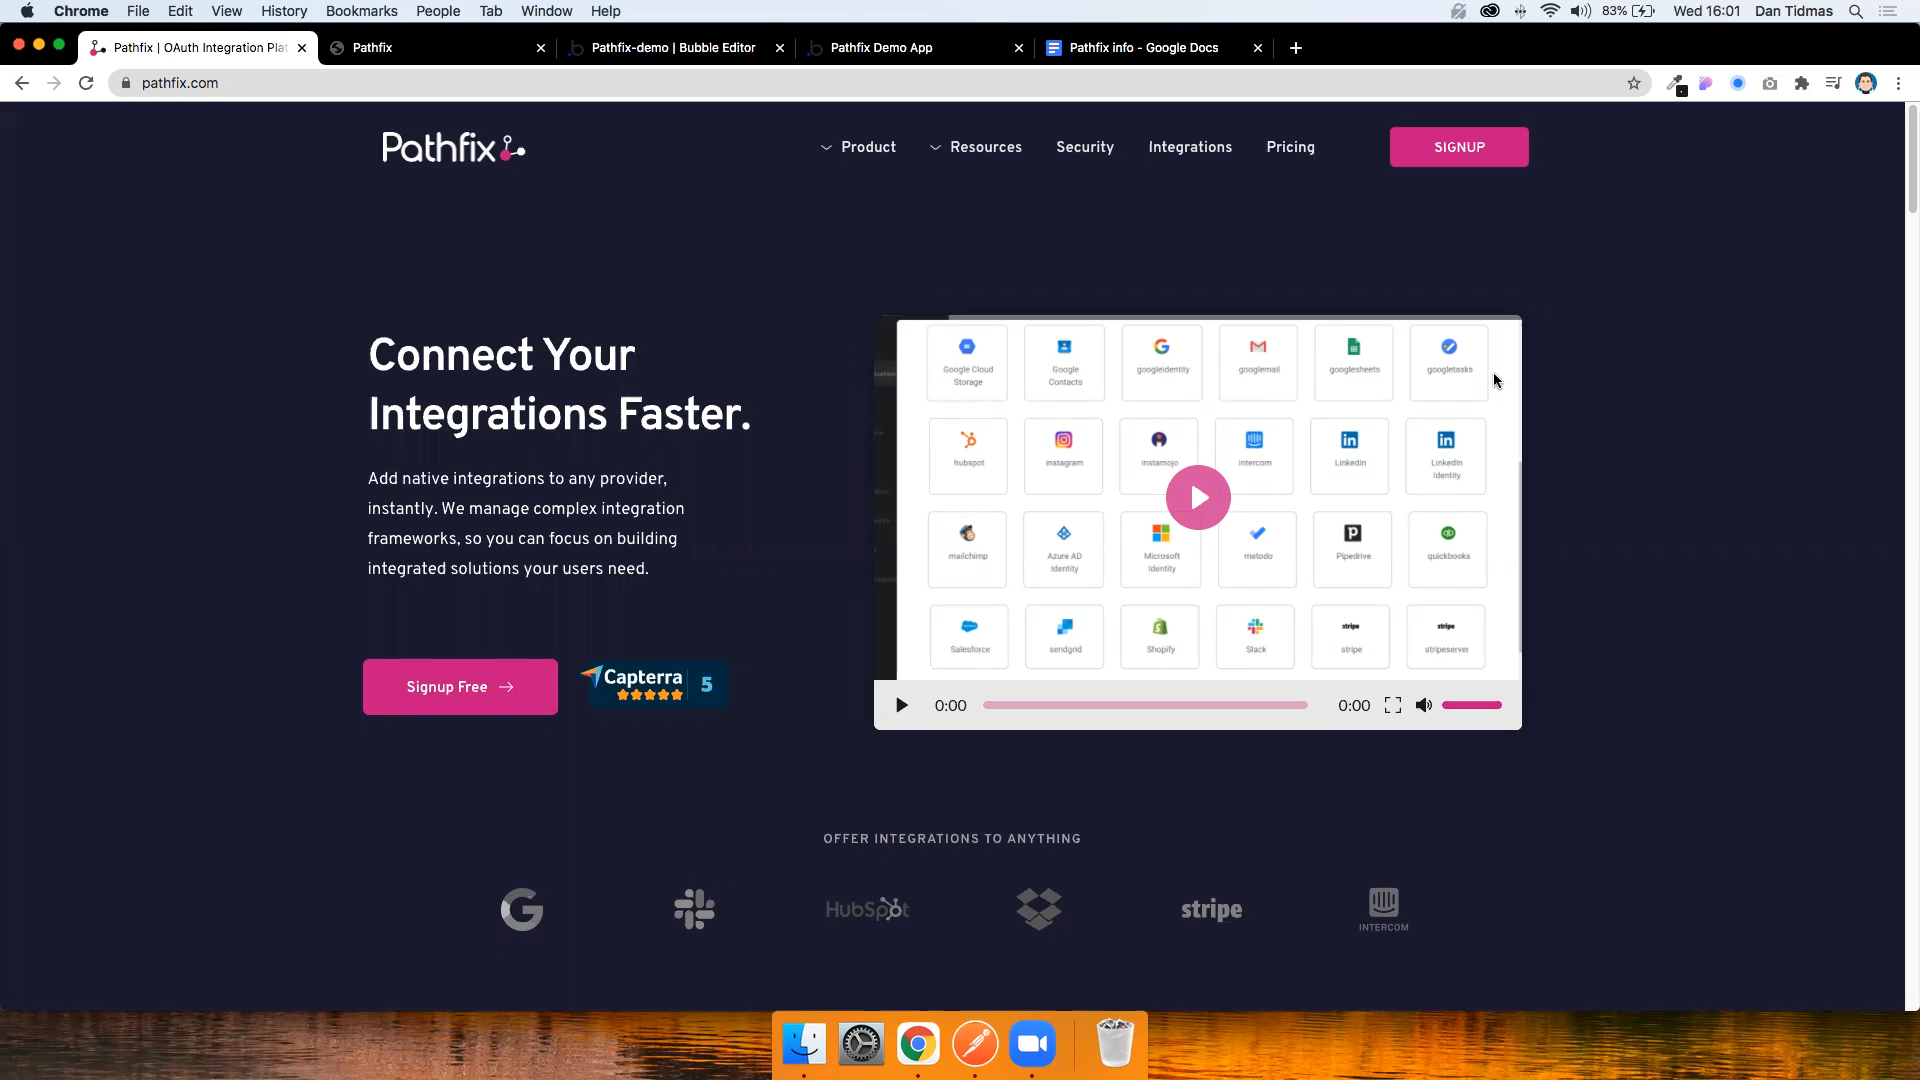 Chrome File Edit View History Bookmarks People Tab Window Help 83% Wed 16:01 Dan Tidmas
Pathfix | OAuth Integration Plat Pathfix Pathfix-demo | Bubble Editor Pathfix Demo App Pathfix info - Google Docs
pathfix.com
Pathfix Product Resources Security Integrations Pricing SIGNUP
Connect Your
Integrations Faster.
Add native integrations to any provider,
instantly. We manage complex integration
frameworks, so you can focus on building
integrated solutions your users need.
Signup Free → Capterra 5
Google Cloud Storage Google Contacts googleidentity googlemail googlesheets googletasks
hubspot instagram instamojo intercom LinkedIn LinkedIn Identity
mailchimp Azure AD Identity Microsoft Identity mstodo Pipedrive quickbooks
Salesforce sendgrid Shopify Slack stripe stripe stripe stripeserver
0:00 0:00
OFFER INTEGRATIONS TO ANYTHING
G HubSpot stripe INTERCOM